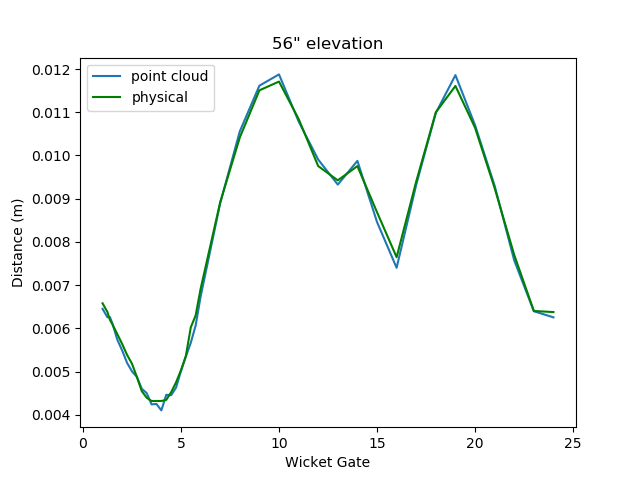 56" elevation
point cloud
physical
0.012
0.011
0.010
0.009
0.008
0.007
0.006
0.005
0.004
Distance (m)
0 5 10 15 20 25
Wicket Gate